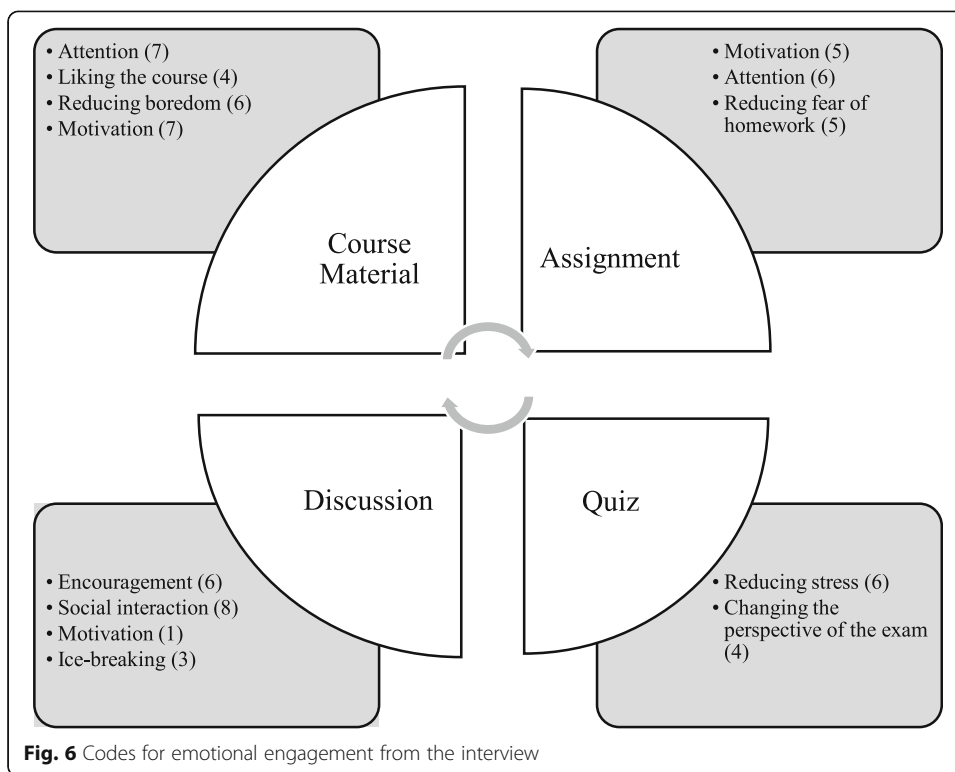 • Attention (7)
• Liking the course (4)
• Reducing boredom (6)
• Motivation (7)
• Motivation (5)
• Attention (6)
• Reducing fear of
homework (5)
Course
Material
Assignment
Discussion
Quiz
• Encouragement (6)
• Social interaction (8)
• Motivation (1)
• Ice-breaking (3)
• Reducing stress (6)
• Changing the
perspective of the exam
(4)
Fig. 6 Codes for emotional engagement from the interview